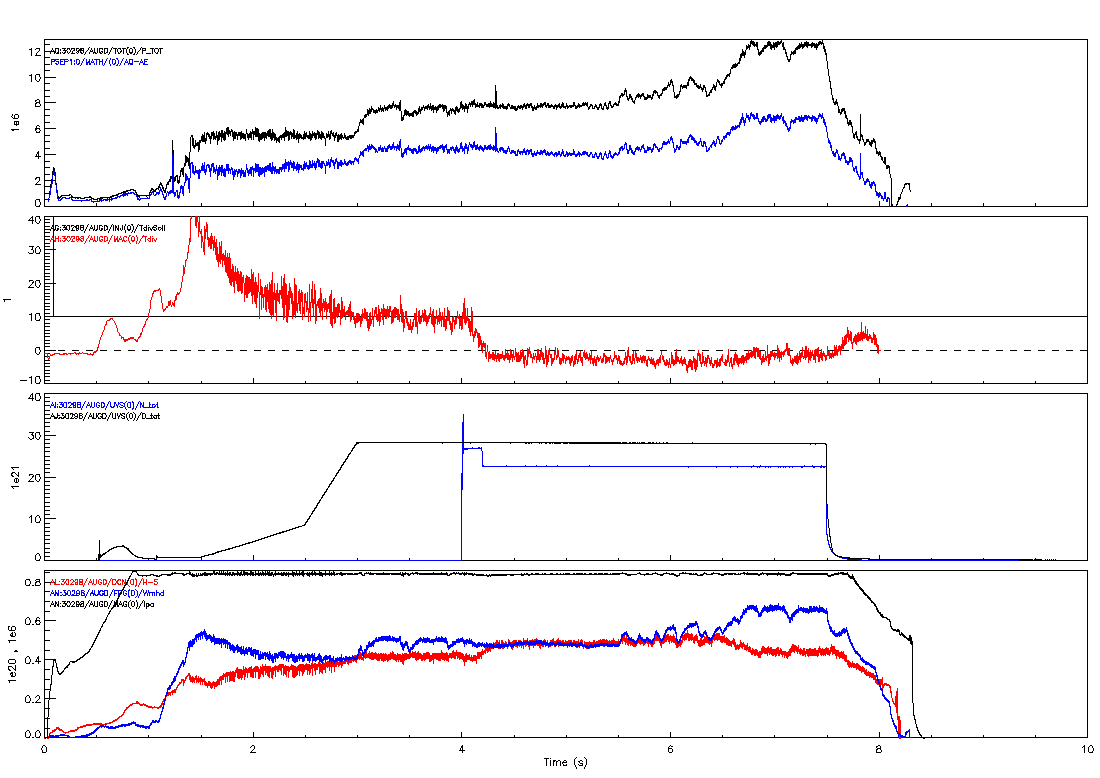 AQ:30298/AUGD/TOT(0)/P_TOT
PSEP1:0/MATH/(0)/AQ-AE
12
10
8
6
4
2
0
1e6
AG:30298/AUGD/INJ(0)/TdivSoll
AH:30298/AUGD/MAC(0)/Tdiv
40
30
20
10
0
-10
1
AI:30298/AUGD/UVS(0)/N_tot
AJ:30298/AUGD/UVS(0)/D_tot
40
30
20
10
0
1e21
AL:30298/AUGD/DCN(0)/H-5
AM:30298/AUGD/FPG(0)/Wmhd
AN:30298/AUGD/MAG(0)/Ipa
0.8
0.6
0.4
0.2
0.0
1e20 , 1e6
0 2 4 6 8 10
Time (s)